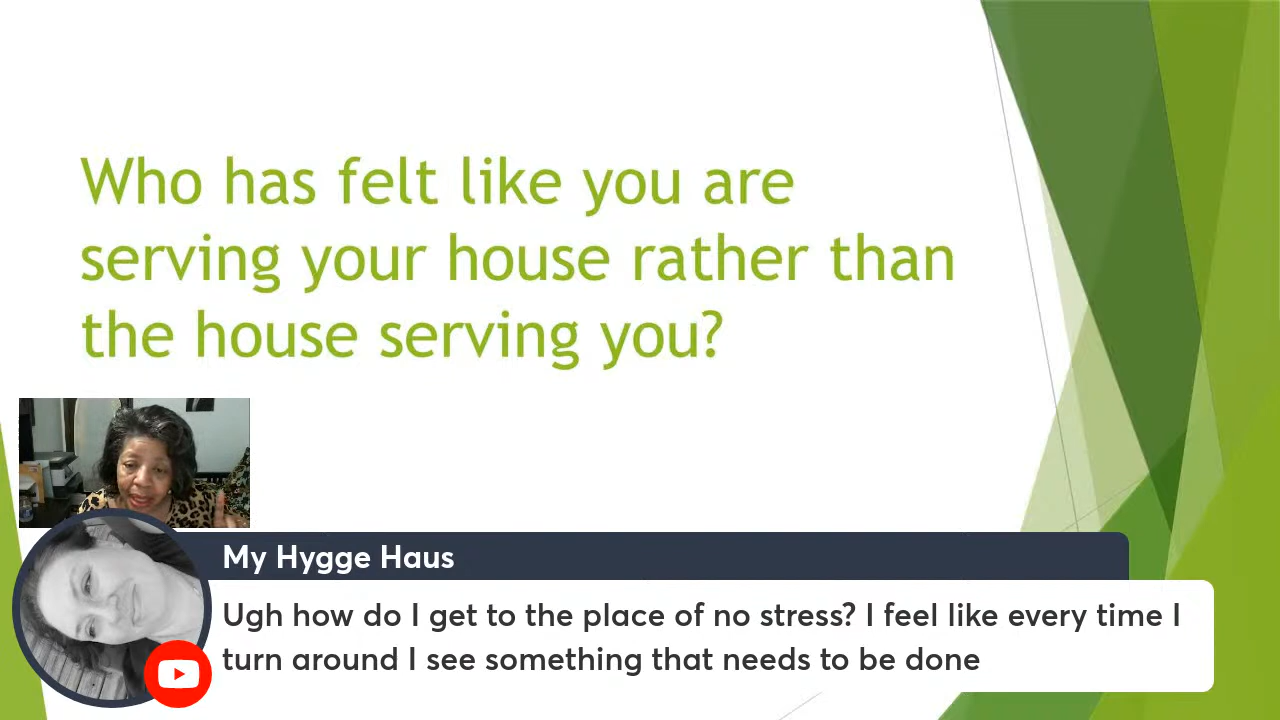 Who has felt like you are
serving your house rather than
the house serving you?
My Hygge Haus
Ugh how do I get to the place of no stress? I feel like every time I
turn around I see something that needs to be done